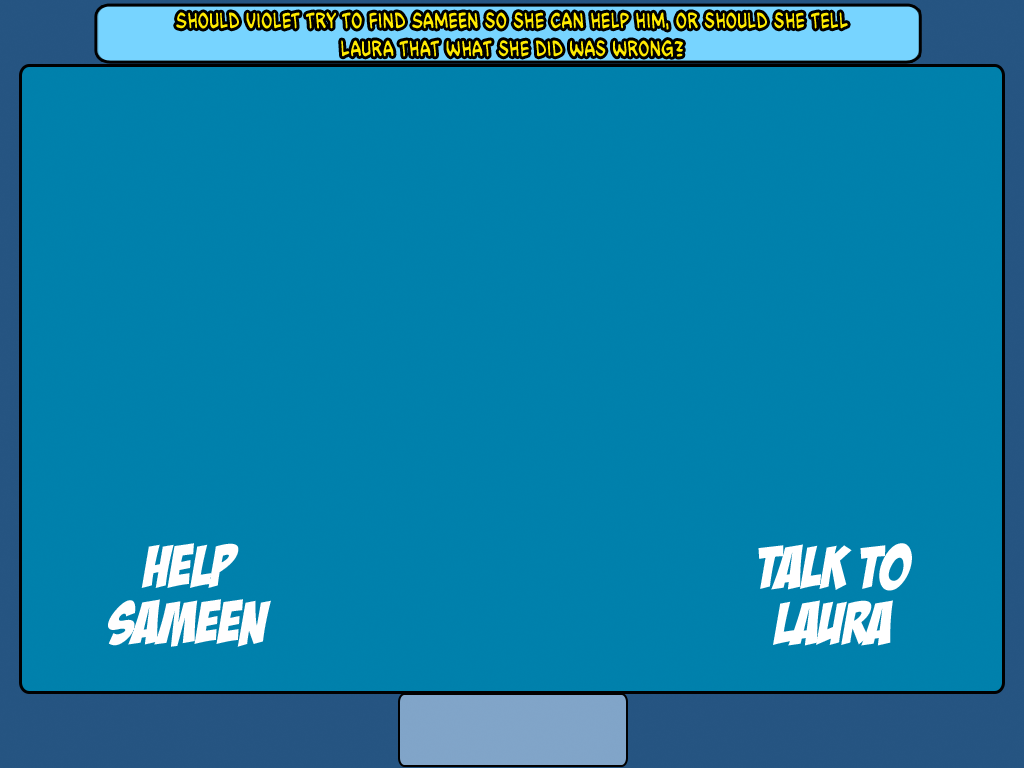 SHOULD VIOLET TRY TO FIND SAMEEN SO SHE CAN HELP HIM, OR SHOULD SHE TELL
LAURA THAT WHAT SHE DID WAS WRONG?
HELP
SAMEEN
TALK TO
LAURA